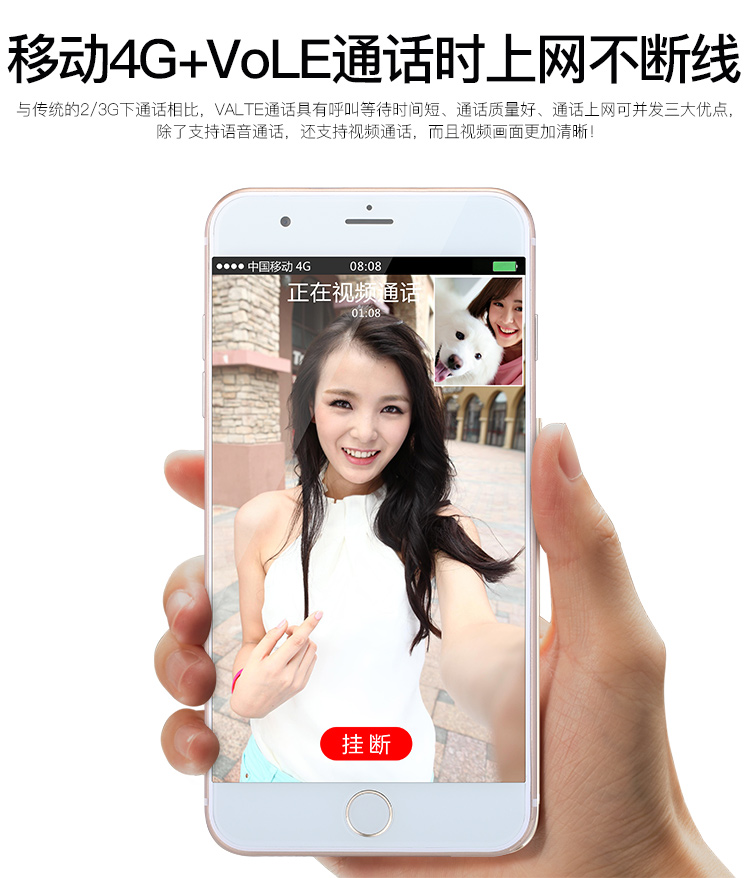 移动4G+VoLE通话时上网不断线
与传统的2/3G下通话相比，VALTE通话具有呼叫等待时间短、通话质量好、通话上网可并发三大优点，
除了支持语音通话，还支持视频通话，而且视频画面更加清晰！
中国移动 4G 08:08
正在视频通话
01:08
挂断